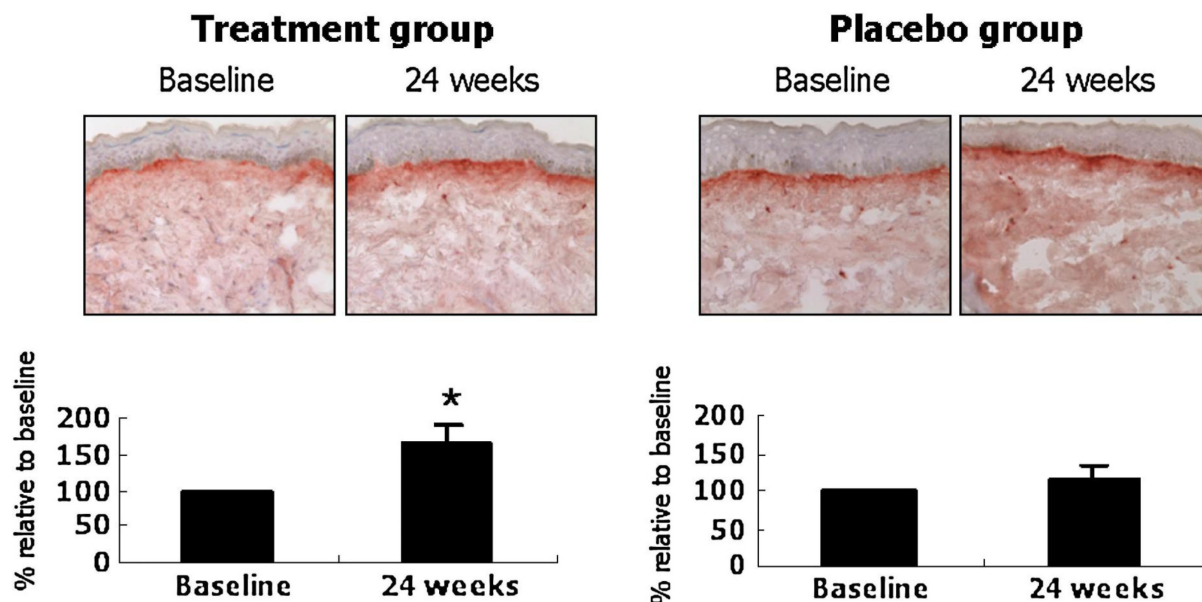 Treatment group
Baseline 24 weeks
Placebo group
Baseline 24 weeks
% relative to baseline
200
150
100
50
0
*
Baseline 24 weeks
% relative to baseline
200
150
100
50
0
Baseline 24 weeks